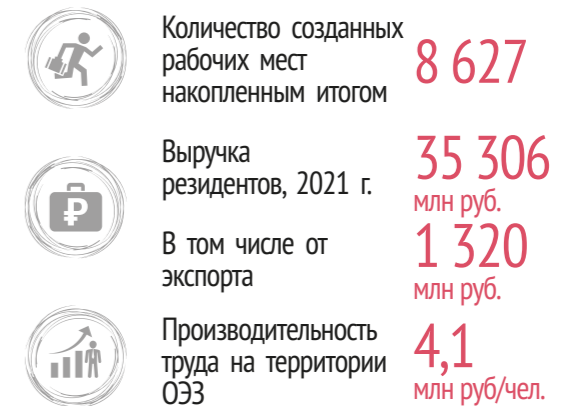 Количество созданных
рабочих мест
накопленным итогом
8 627
Выручка
резидентов, 2021 г.
35 306
млн руб.
В том числе от
экспорта
1 320
млн руб.
Производительность
труда на территории
ОЭЗ
4,1
млн руб/чел.